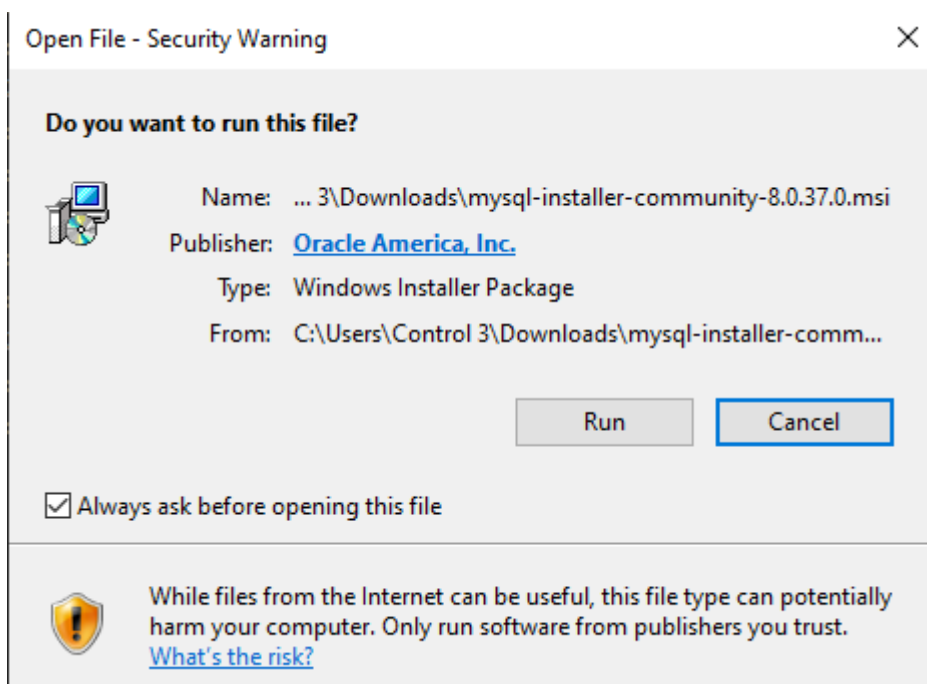 Open File - Security Warning
Do you want to run this file?
Name: ... 3\Downloads\mysql-installer-community-8.0.37.0.msi
Publisher: Oracle America, Inc.
Type: Windows Installer Package
From: C:\Users\Control 3\Downloads\mysql-installer-comm...
Run Cancel
Always ask before opening this file
While files from the Internet can be useful, this file type can potentially
harm your computer. Only run software from publishers you trust.
What's the risk?